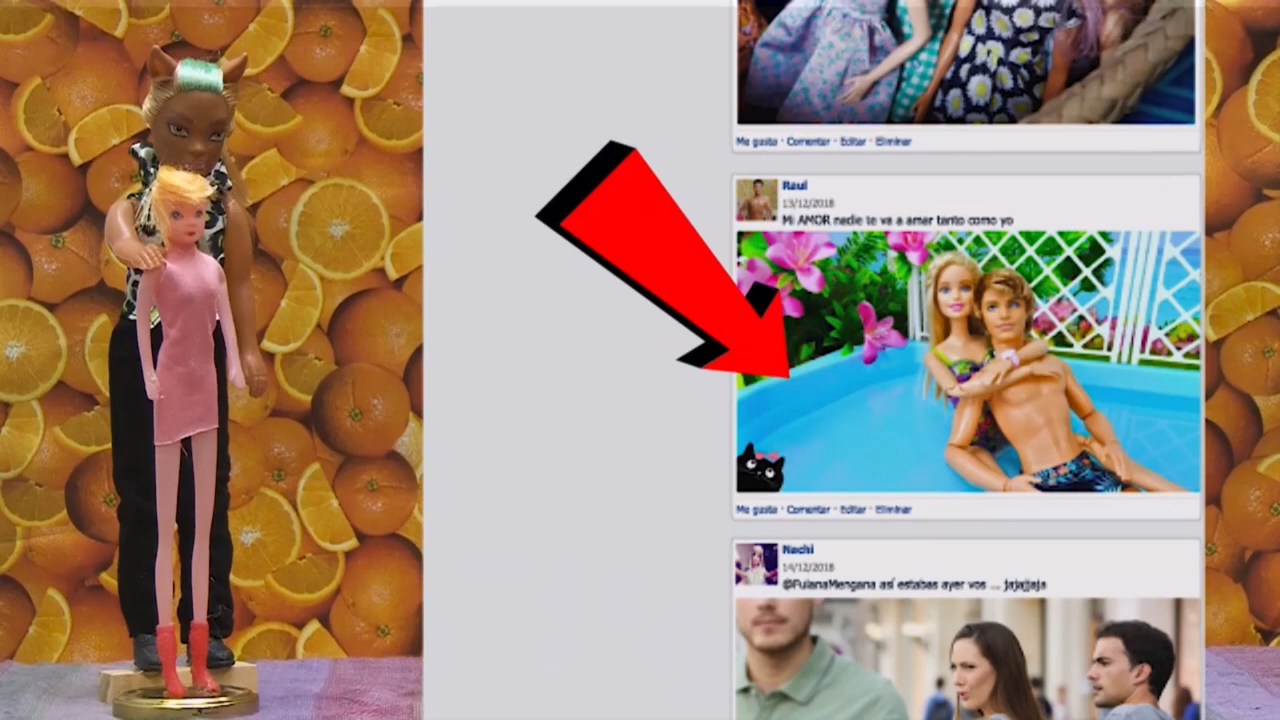 Me gusta · Comentar · Editar · Eliminar
Raul
13/12/2018
Mi AMOR nadie te va a amar tanto como yo
Me gusta · Comentar · Editar · Eliminar
Nachi
14/12/2018
@FulanaMengana así estabas ayer vos ... jajajjaja